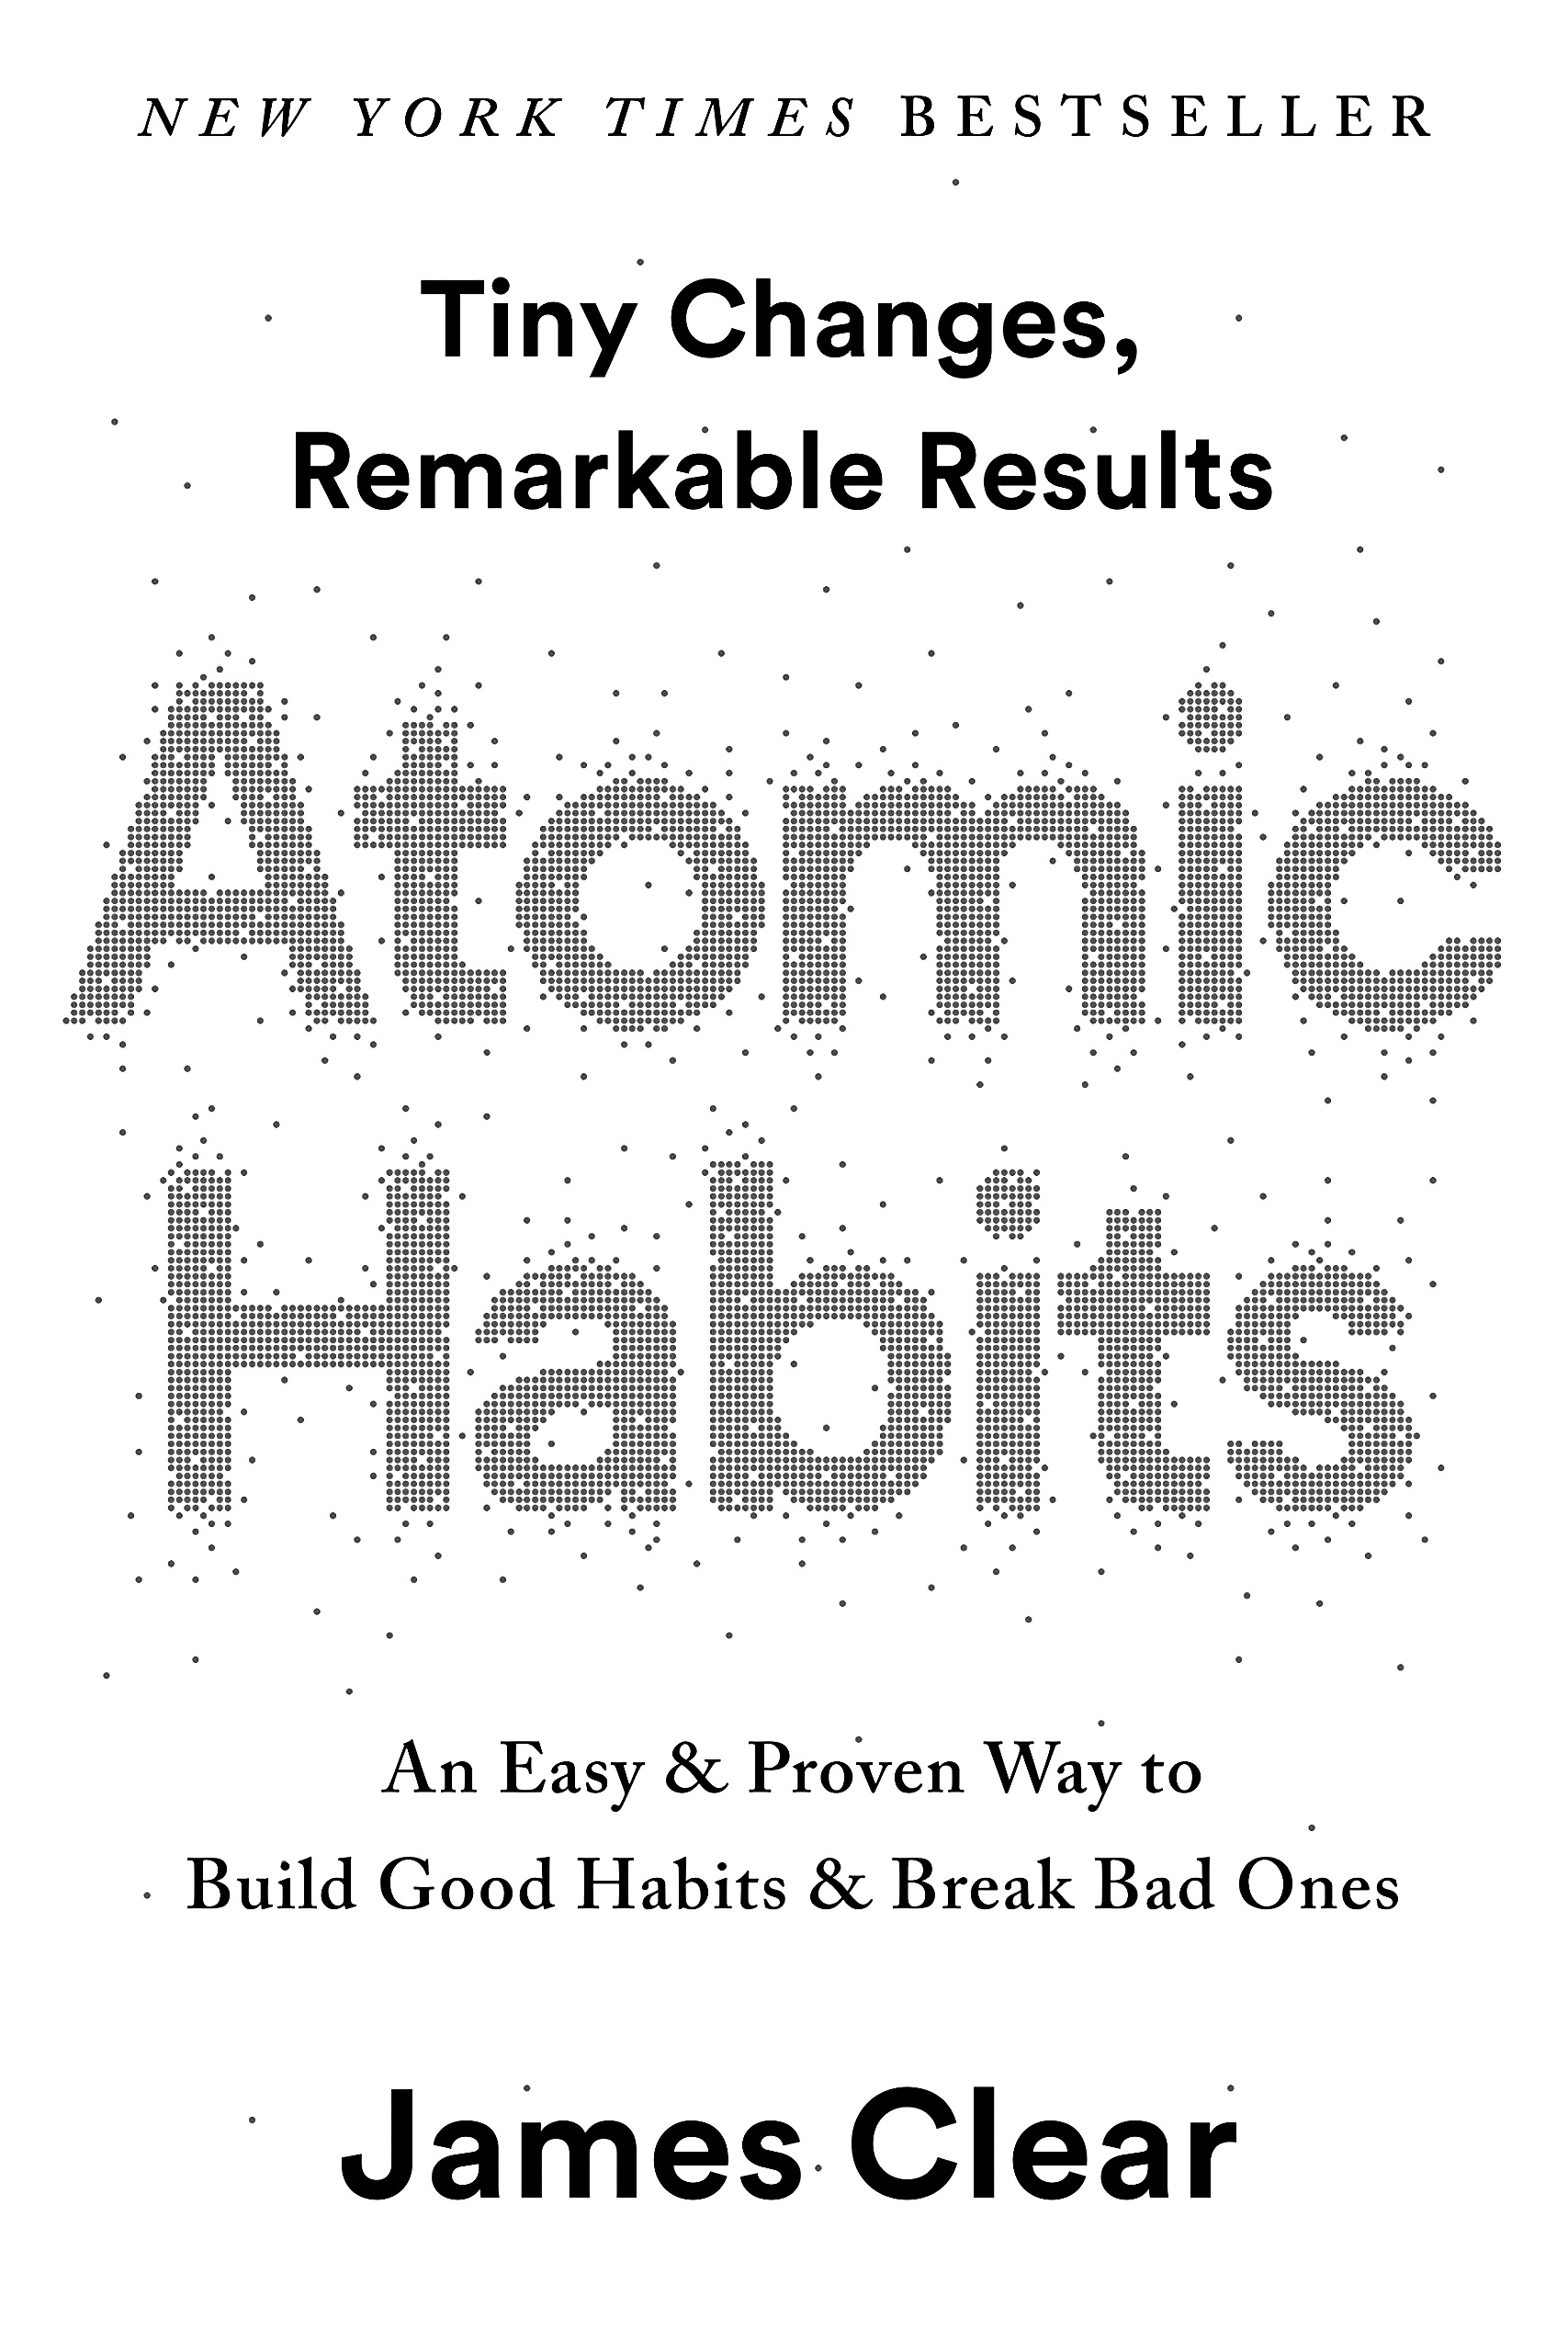 NEW YORK TIMES BESTSELLER
Tiny Changes,
Remarkable Results
Atomic
Habits
An Easy & Proven Way to
Build Good Habits & Break Bad Ones
James Clear